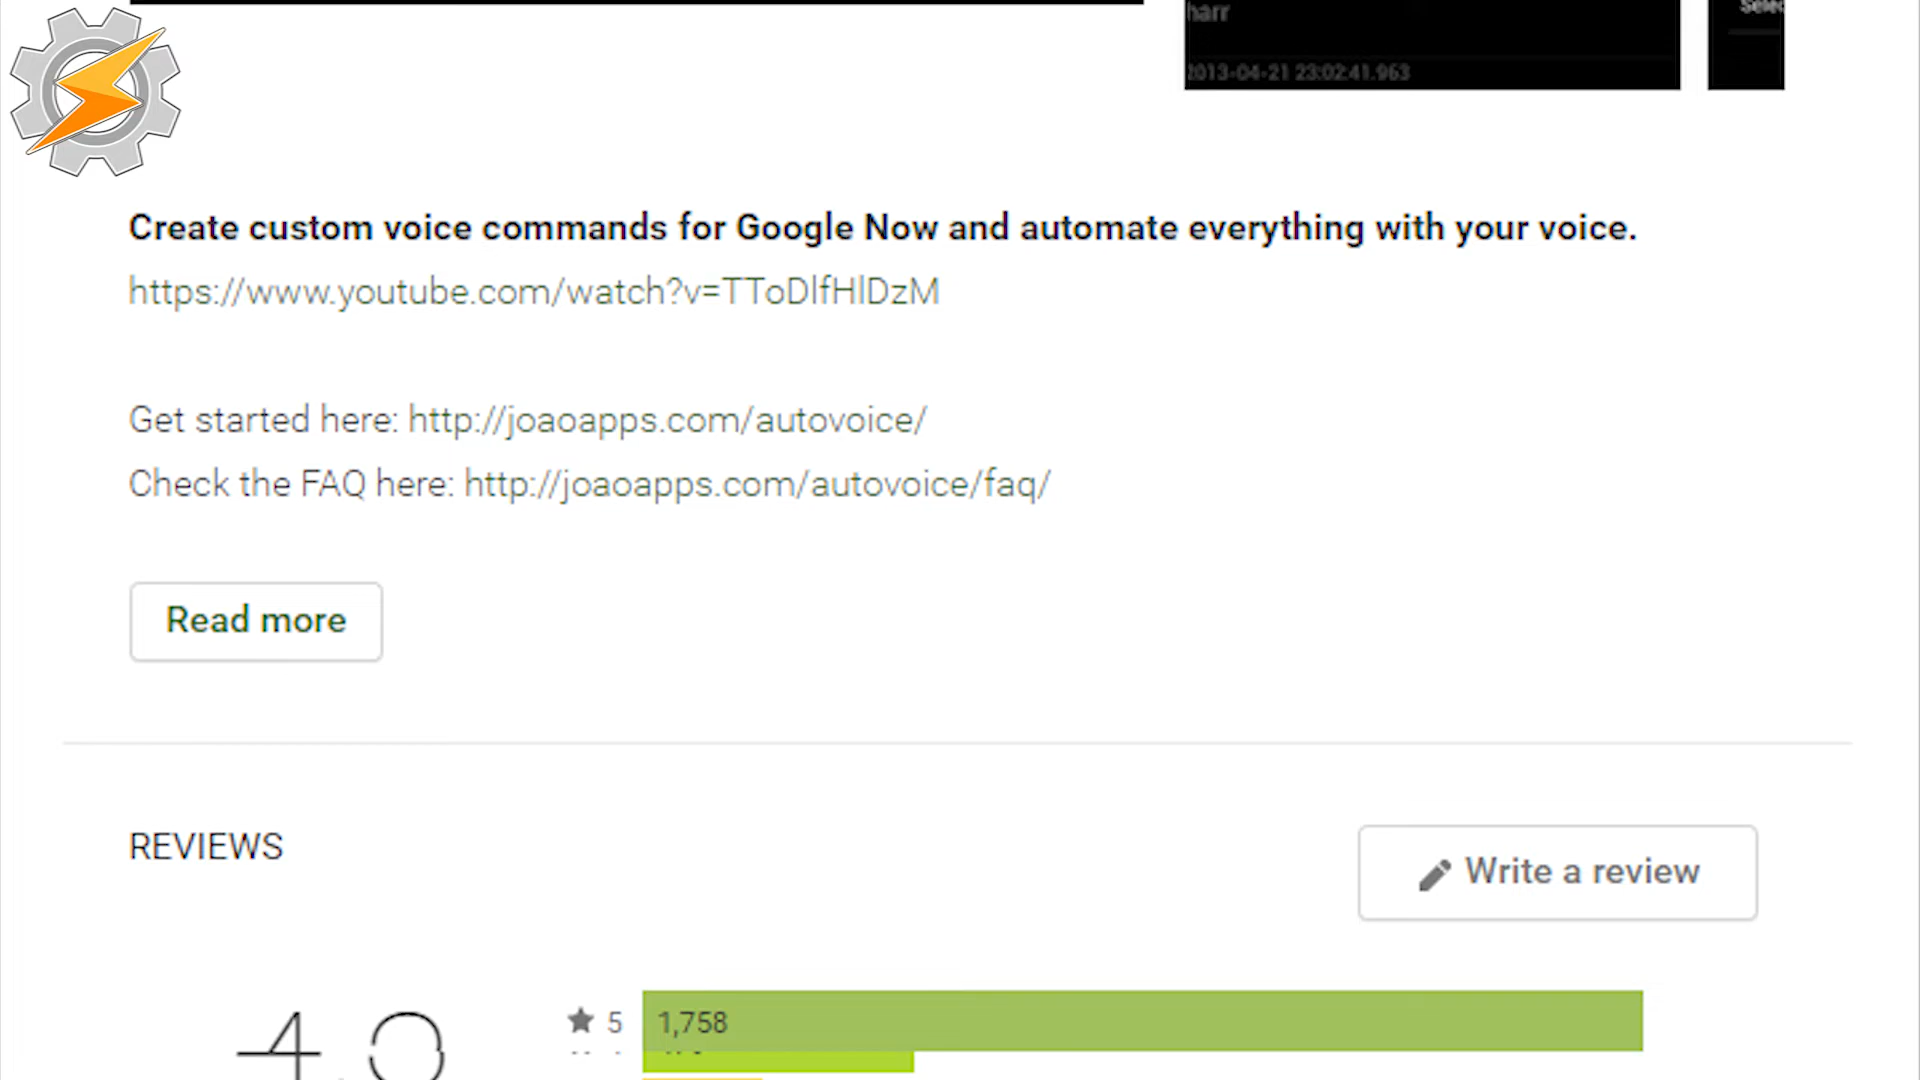 harr
2013-04-21 23:02:41.963
Create custom voice commands for Google Now and automate everything with your voice.
https://www.youtube.com/watch?v=TToDlfHlDzM
Get started here: http://joaoapps.com/autovoice/
Check the FAQ here: http://joaoapps.com/autovoice/faq/
Read more
REVIEWS
Write a review
5 1,758